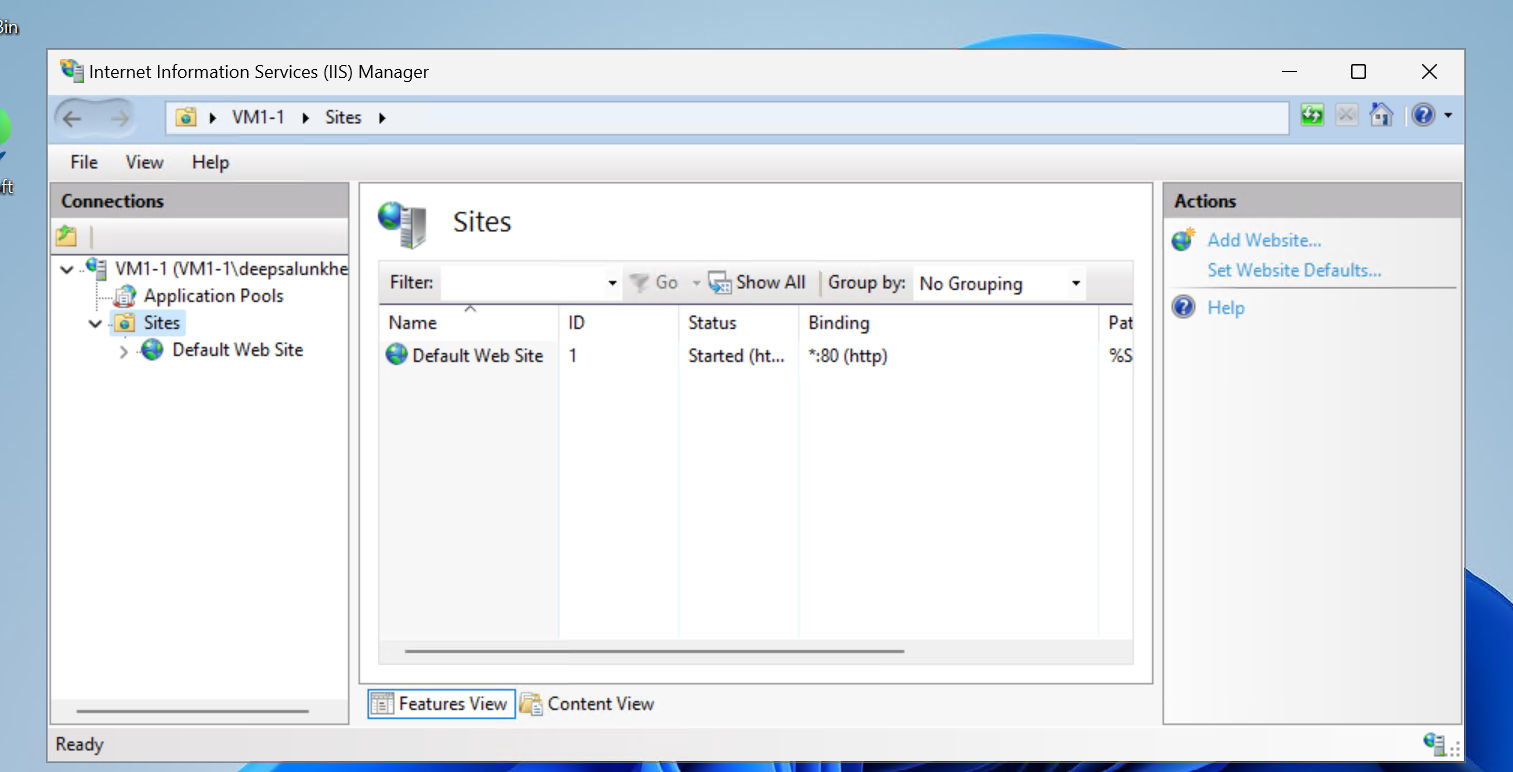 Bin
ft
Internet Information Services (IIS) Manager
VM1-1 Sites
File View Help
Connections
VM1-1 (VM1-1\deepsalunkhe
Application Pools
Sites
Default Web Site
Sites
Filter: Go Show All Group by: No Grouping
Name ID Status Binding Pat
Default Web Site 1 Started (ht... *:80 (http) %S
Features View Content View
Actions
Add Website...
Set Website Defaults...
Help
Ready